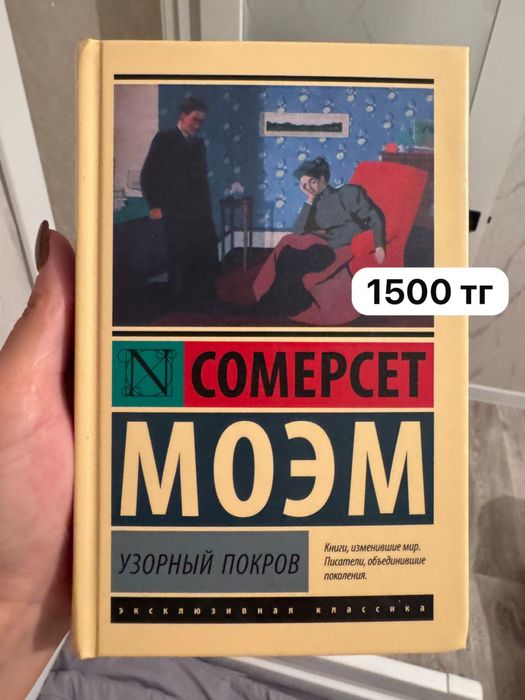 1500 тг
N СОМЕРСЕТ
МОЭМ
УЗОРНЫЙ ПОКРОВ
Книги, изменившие мир.
Писатели, объединившие
поколения.
эксклюзивная классика